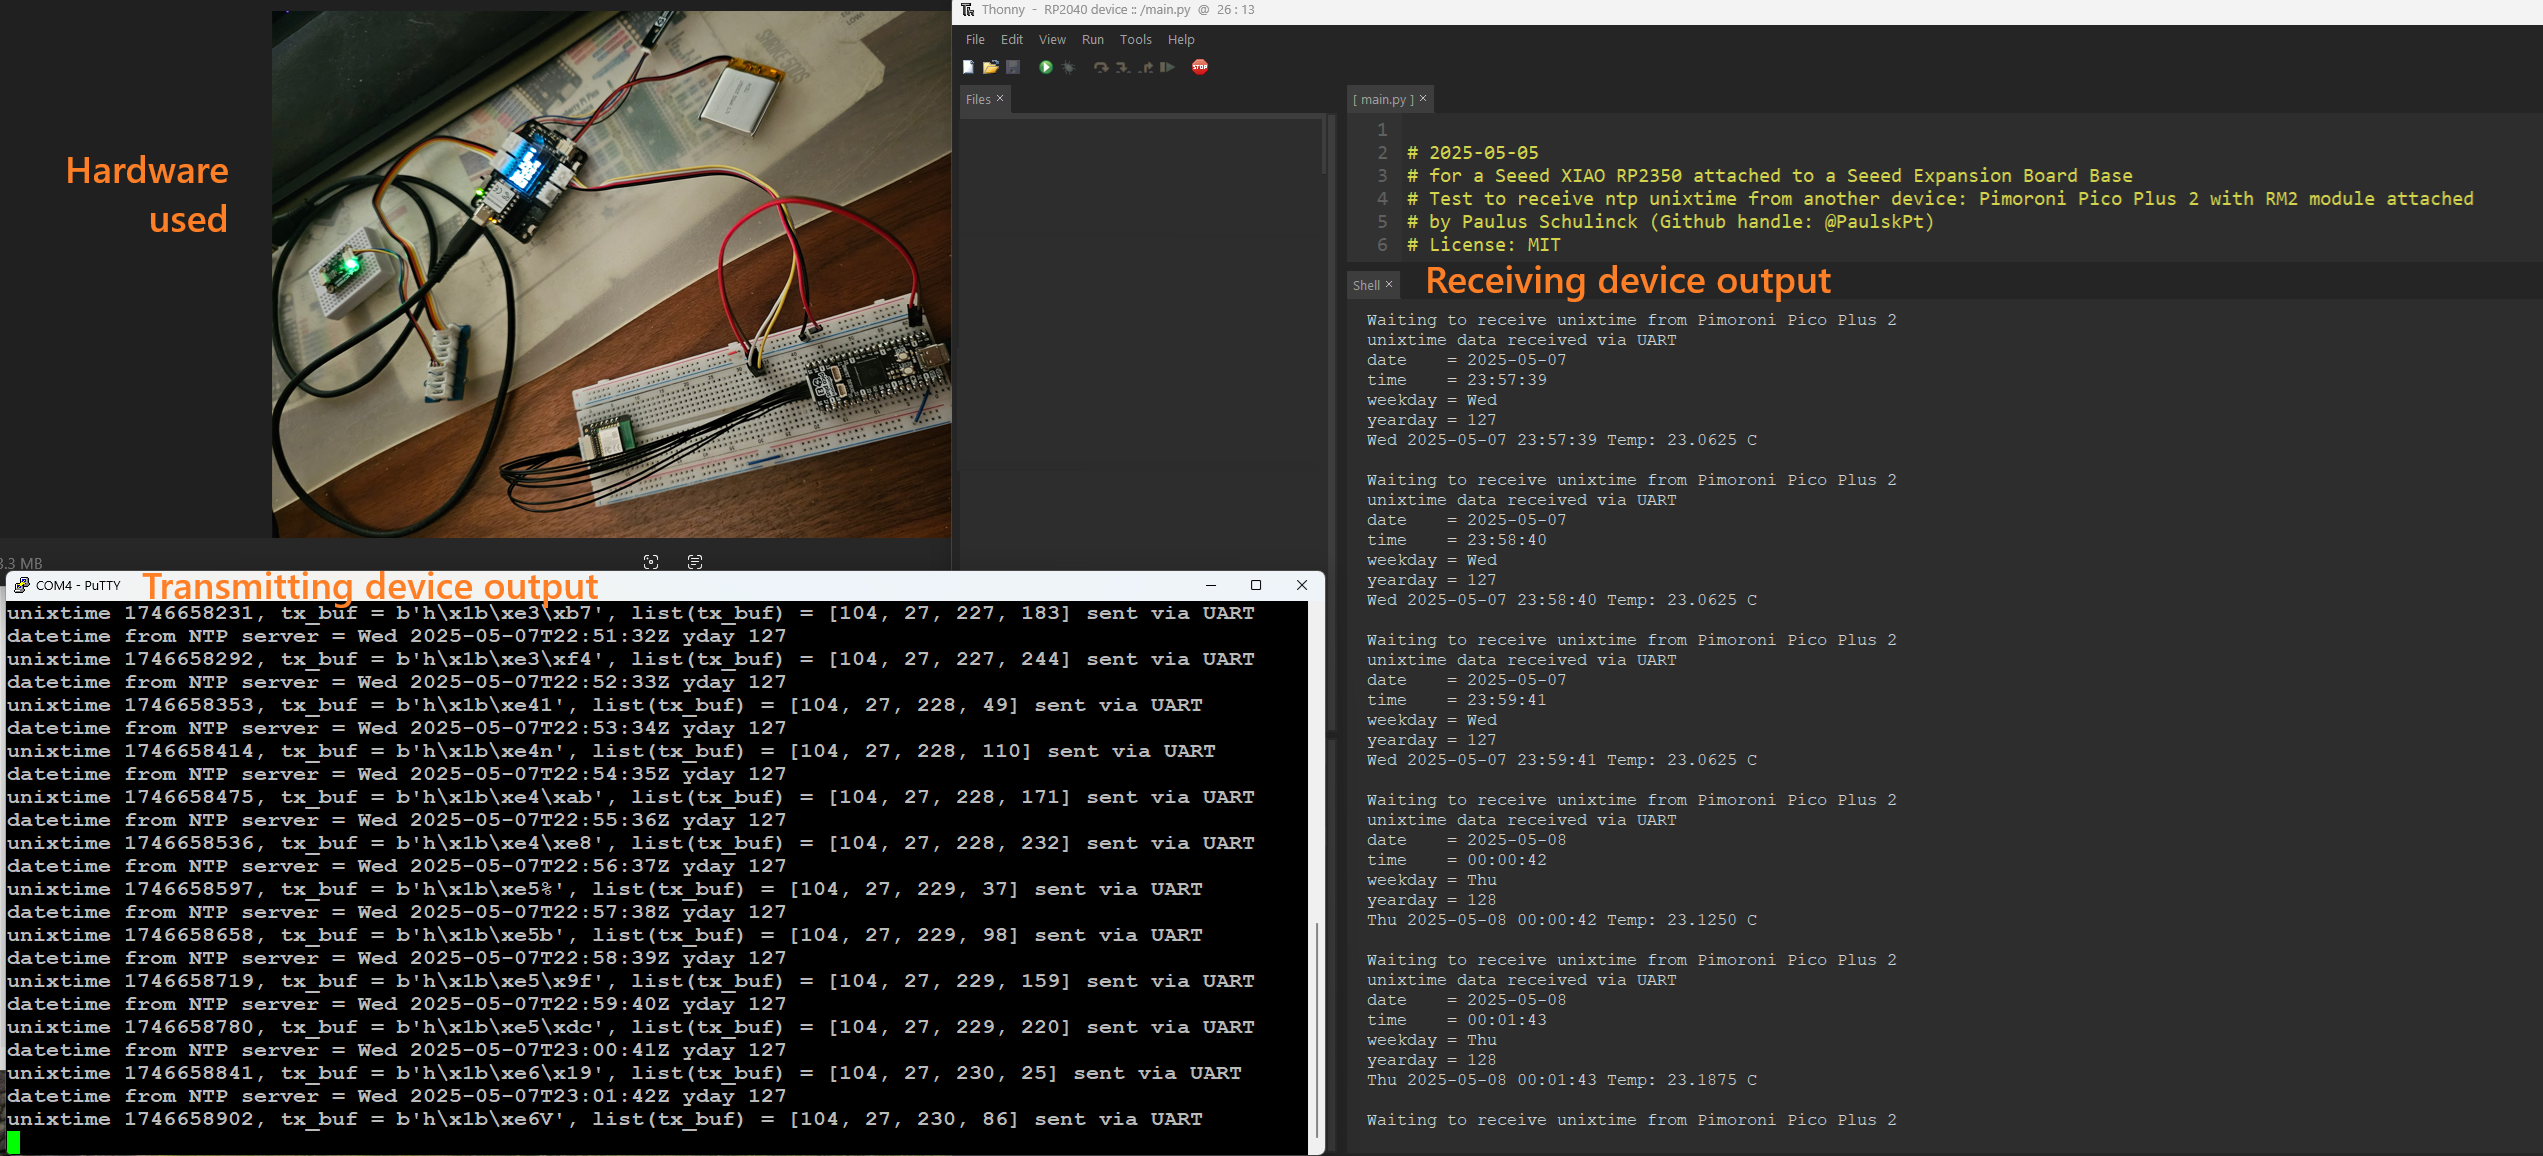 Hardware
used
3.3 MB
COM4 - PuTTY
Transmitting device output
unixtime 1746658231, tx_buf = b'h\x1b\xe3\xb7', list(tx_buf) = [104, 27, 227, 183] sent via UART
datetime from NTP server = Wed 2025-05-07T22:51:32Z yday 127
unixtime 1746658292, tx_buf = b'h\x1b\xe3\xf4', list(tx_buf) = [104, 27, 227, 244] sent via UART
datetime from NTP server = Wed 2025-05-07T22:52:33Z yday 127
unixtime 1746658353, tx_buf = b'h\x1b\xe41', list(tx_buf) = [104, 27, 228, 49] sent via UART
datetime from NTP server = Wed 2025-05-07T22:53:34Z yday 127
unixtime 1746658414, tx_buf = b'h\x1b\xe4n', list(tx_buf) = [104, 27, 228, 110] sent via UART
datetime from NTP server = Wed 2025-05-07T22:54:35Z yday 127
unixtime 1746658475, tx_buf = b'h\x1b\xe4\xab', list(tx_buf) = [104, 27, 228, 171] sent via UART
datetime from NTP server = Wed 2025-05-07T22:55:36Z yday 127
unixtime 1746658536, tx_buf = b'h\x1b\xe4\xe8', list(tx_buf) = [104, 27, 228, 232] sent via UART
datetime from NTP server = Wed 2025-05-07T22:56:37Z yday 127
unixtime 1746658597, tx_buf = b'h\x1b\xe5%', list(tx_buf) = [104, 27, 229, 37] sent via UART
datetime from NTP server = Wed 2025-05-07T22:57:38Z yday 127
unixtime 1746658658, tx_buf = b'h\x1b\xe5b', list(tx_buf) = [104, 27, 229, 98] sent via UART
datetime from NTP server = Wed 2025-05-07T22:58:39Z yday 127
unixtime 1746658719, tx_buf = b'h\x1b\xe5\x9f', list(tx_buf) = [104, 27, 229, 159] sent via UART
datetime from NTP server = Wed 2025-05-07T22:59:40Z yday 127
unixtime 1746658780, tx_buf = b'h\x1b\xe5\xdc', list(tx_buf) = [104, 27, 229, 220] sent via UART
datetime from NTP server = Wed 2025-05-07T23:00:41Z yday 127
unixtime 1746658841, tx_buf = b'h\x1b\xe6\x19', list(tx_buf) = [104, 27, 230, 25] sent via UART
datetime from NTP server = Wed 2025-05-07T23:01:42Z yday 127
unixtime 1746658902, tx_buf = b'h\x1b\xe6V', list(tx_buf) = [104, 27, 230, 86] sent via UART
Thonny - RP2040 device :: /main.py @ 26 : 13
File Edit View Run Tools Help
STOP
Files
[ main.py ]
1
2 # 2025-05-05
3 # for a Seeed XIAO RP2350 attached to a Seeed Expansion Board Base
4 # Test to receive ntp unixtime from another device: Pimoroni Pico Plus 2 with RM2 module attached
5 # by Paulus Schulinck (Github handle: @PaulskPt)
6 # License: MIT
Shell
Receiving device output
Waiting to receive unixtime from Pimoroni Pico Plus 2
unixtime data received via UART
date = 2025-05-07
time = 23:57:39
weekday = Wed
yearday = 127
Wed 2025-05-07 23:57:39 Temp: 23.0625 C
Waiting to receive unixtime from Pimoroni Pico Plus 2
unixtime data received via UART
date = 2025-05-07
time = 23:58:40
weekday = Wed
yearday = 127
Wed 2025-05-07 23:58:40 Temp: 23.0625 C
Waiting to receive unixtime from Pimoroni Pico Plus 2
unixtime data received via UART
date = 2025-05-07
time = 23:59:41
weekday = Wed
yearday = 127
Wed 2025-05-07 23:59:41 Temp: 23.0625 C
Waiting to receive unixtime from Pimoroni Pico Plus 2
unixtime data received via UART
date = 2025-05-08
time = 00:00:42
weekday = Thu
yearday = 128
Thu 2025-05-08 00:00:42 Temp: 23.1250 C
Waiting to receive unixtime from Pimoroni Pico Plus 2
unixtime data received via UART
date = 2025-05-08
time = 00:01:43
weekday = Thu
yearday = 128
Thu 2025-05-08 00:01:43 Temp: 23.1875 C
Waiting to receive unixtime from Pimoroni Pico Plus 2